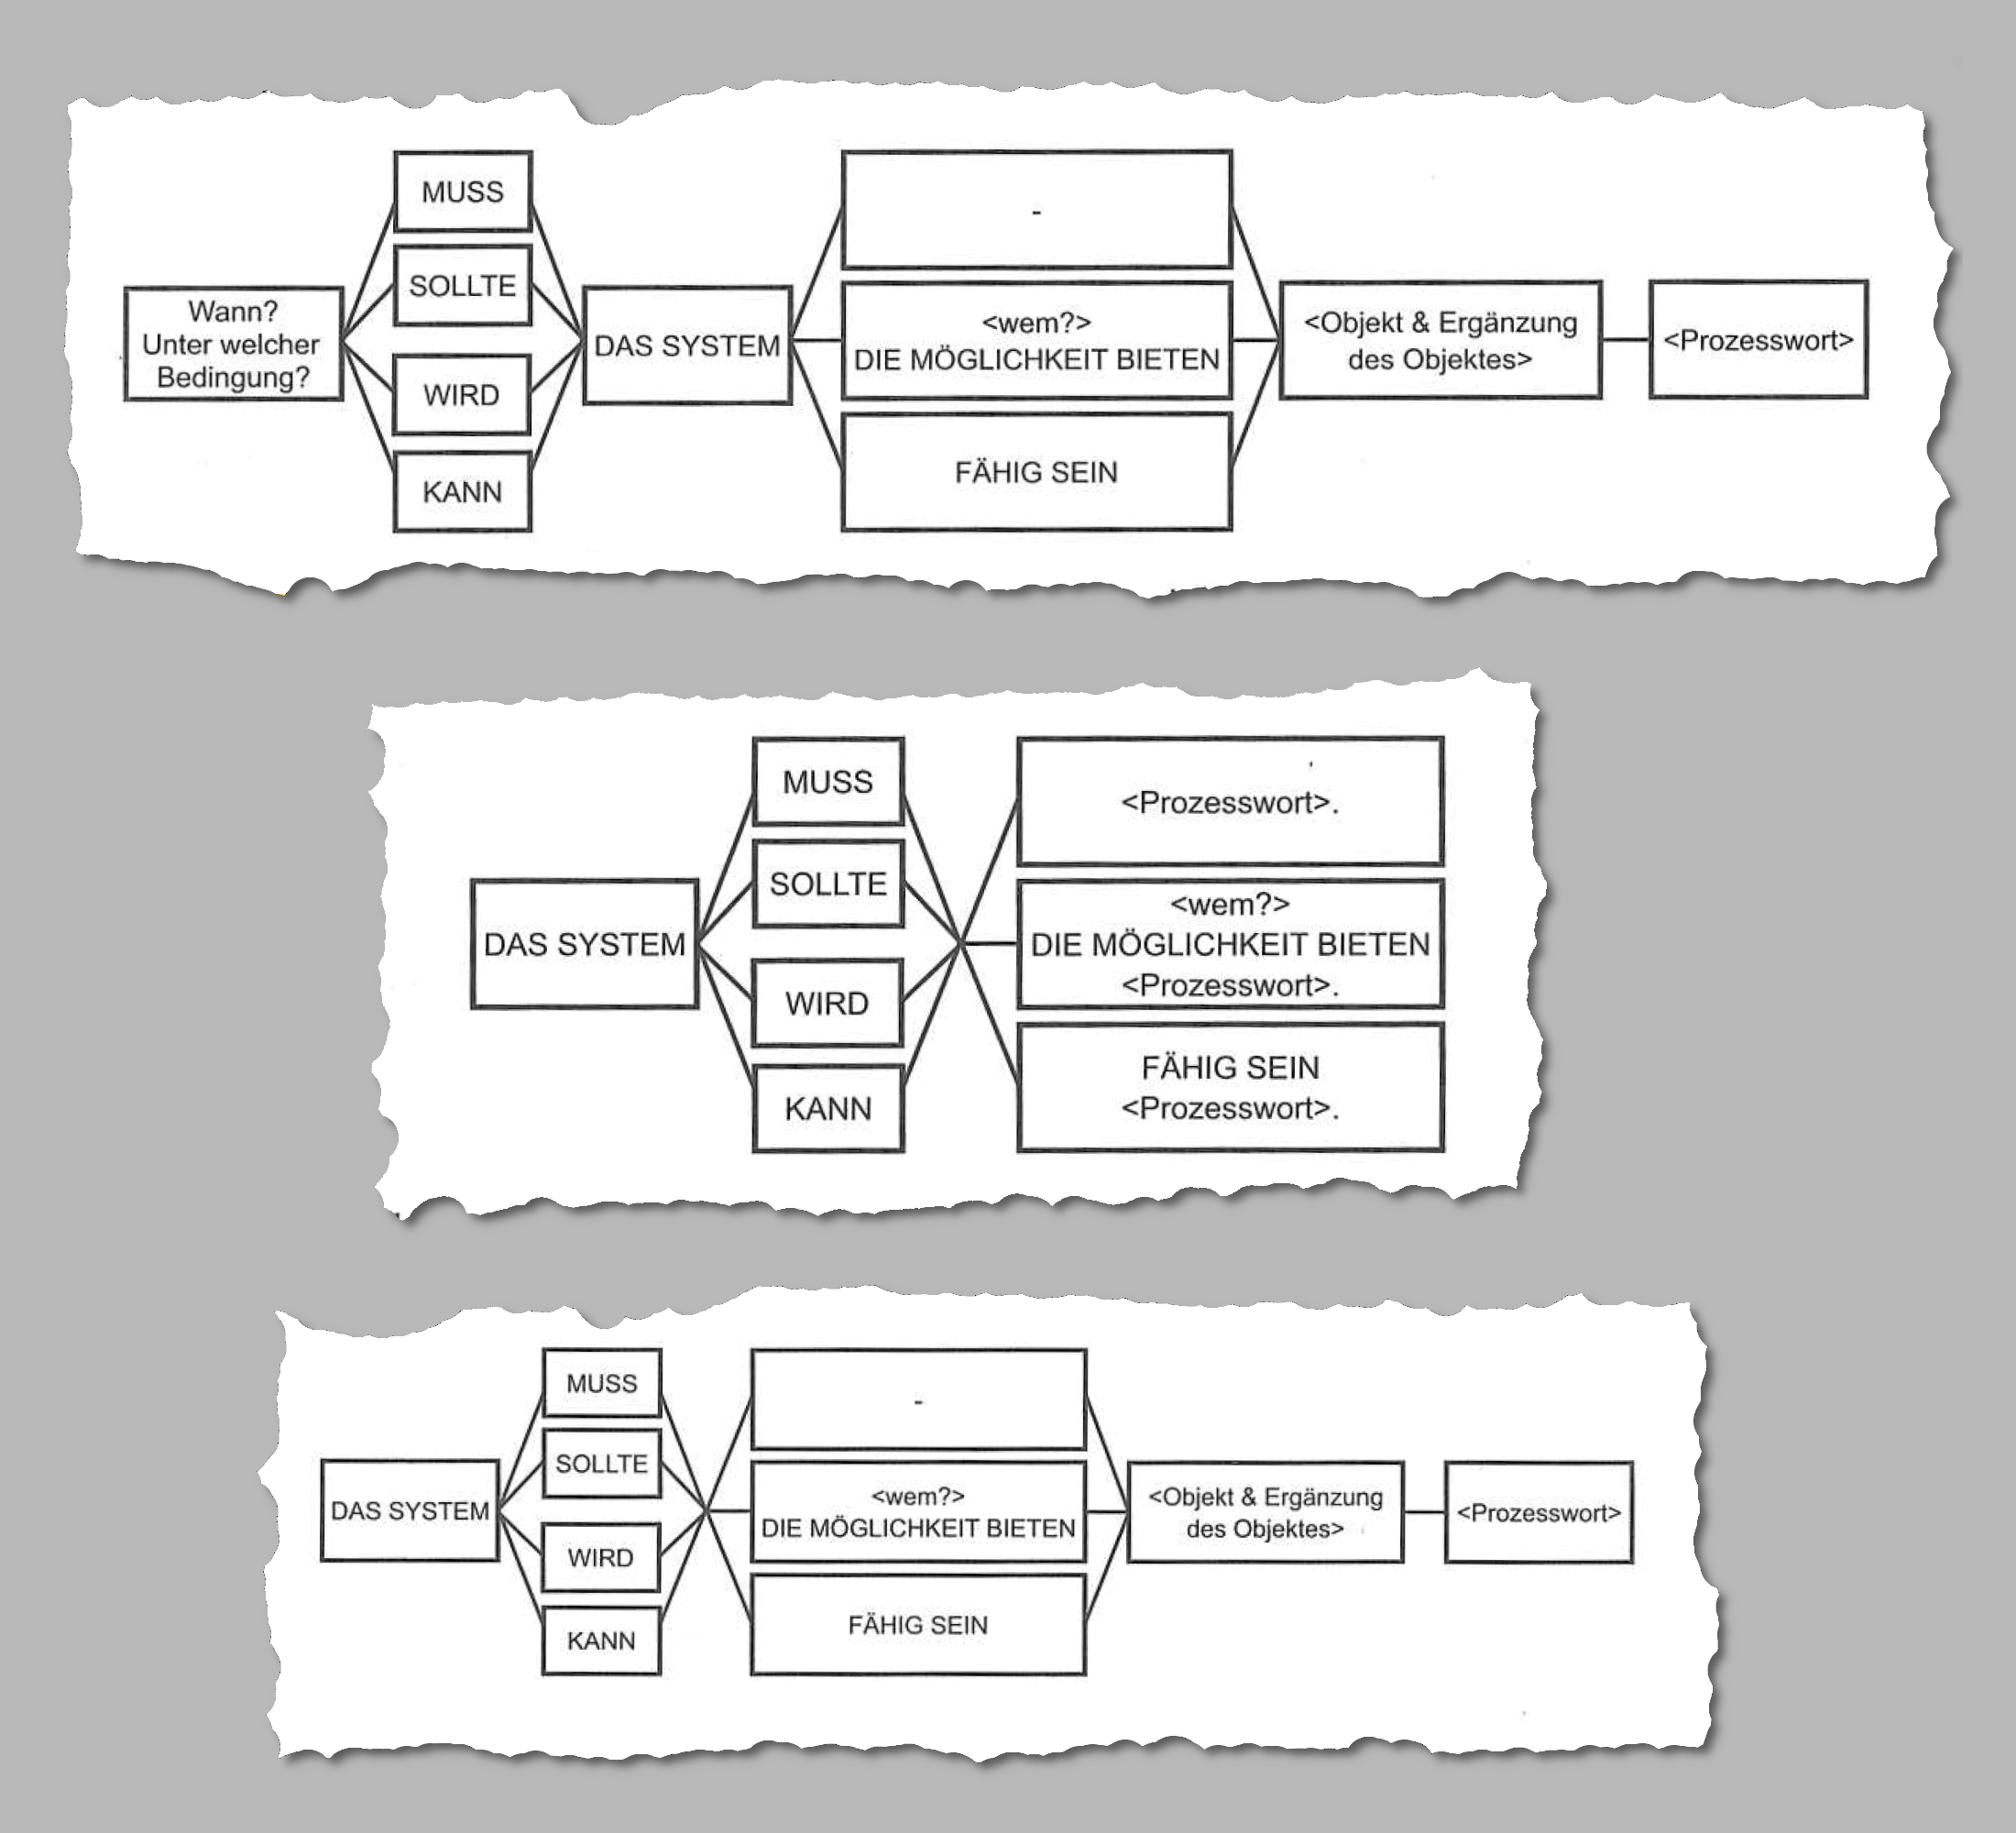 MUSS
SOLLTE
WIRD
KANN
Wann?
Unter welcher
Bedingung?
DAS SYSTEM
-
<wem?>
DIE MÖGLICHKEIT BIETEN
FÄHIG SEIN
<Objekt & Ergänzung
des Objektes>
<Prozesswort>
DAS SYSTEM
MUSS
SOLLTE
WIRD
KANN
<Prozesswort>.
<wem?>
DIE MÖGLICHKEIT BIETEN
<Prozesswort>.
FÄHIG SEIN
<Prozesswort>.
DAS SYSTEM
MUSS
SOLLTE
WIRD
KANN
-
<wem?>
DIE MÖGLICHKEIT BIETEN
FÄHIG SEIN
<Objekt & Ergänzung
des Objektes>
<Prozesswort>